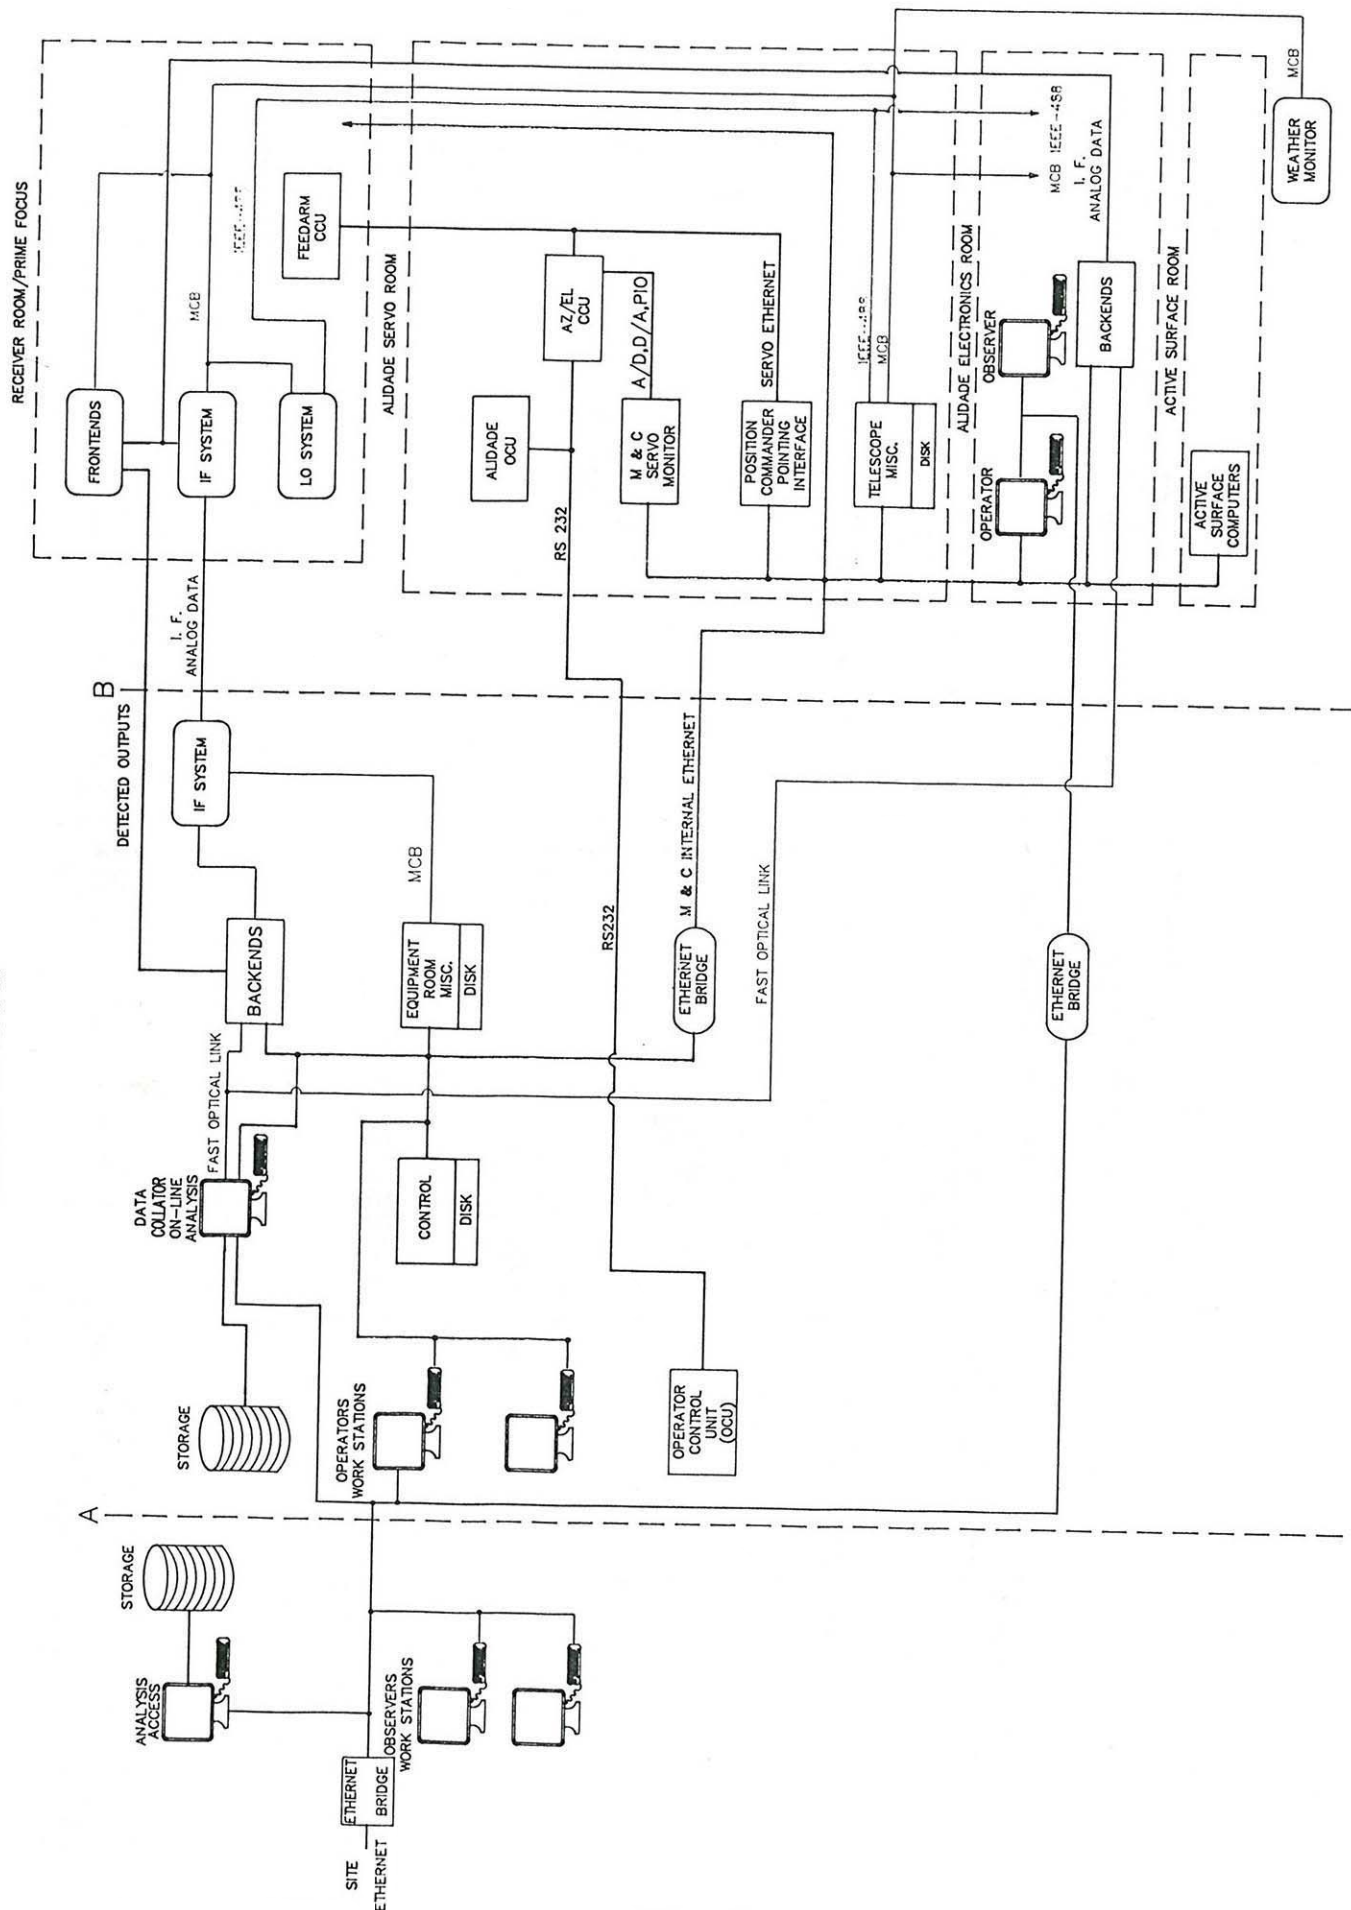 RECEIVER ROOM/PRIME FOCUS
FRONTENDS
IF SYSTEM
LO SYSTEM
MCB
FEEDARM
CCU
DETECTED OUTPUTS
I. F.
ANALOG DATA
ALIDADE SERVO ROOM
ALIDADE
OCU
AZ/EL
CCU
RS 232
A/D,D/A,PIO
M & C
SERVO
MONITOR
SERVO ETHERNET
POSITION
COMMANDER
POINTING
INTERFACE
MCB
TELESCOPE
MISC.
DISK
ALIDADE ELECTRONICS ROOM
MCB IEEE-488
I. F.
ANALOG DATA
OPERATOR
OBSERVER
BACKENDS
ACTIVE SURFACE ROOM
ACTIVE
SURFACE
COMPUTERS
MCB
WEATHER
MONITOR
B
IF SYSTEM
BACKENDS
MCB
EQUIPMENT
ROOM
MISC.
DISK
FAST OPTICAL LINK
DATA
COLLATOR
ON-LINE
ANALYSIS
CONTROL
DISK
STORAGE
OPERATORS
WORK STATIONS
OPERATOR
CONTROL
UNIT
(OCU)
RS232
M & C INTERNAL ETHERNET
ETHERNET
BRIDGE
FAST OPTICAL LINK
ETHERNET
BRIDGE
A
STORAGE
ANALYSIS
ACCESS
OBSERVERS
WORK STATIONS
ETHERNET
BRIDGE
SITE
ETHERNET